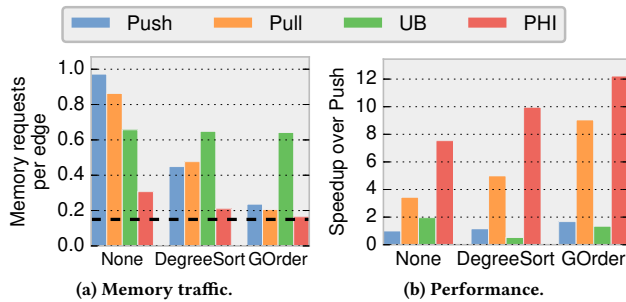 Push Pull UB PHI
Memory requests
per edge
1.0
0.8
0.6
0.4
0.2
0.0
None DegreeSort GOrder
(a) Memory traffic.
Speedup over Push
12
10
8
6
4
2
0
None DegreeSort GOrder
(b) Performance.